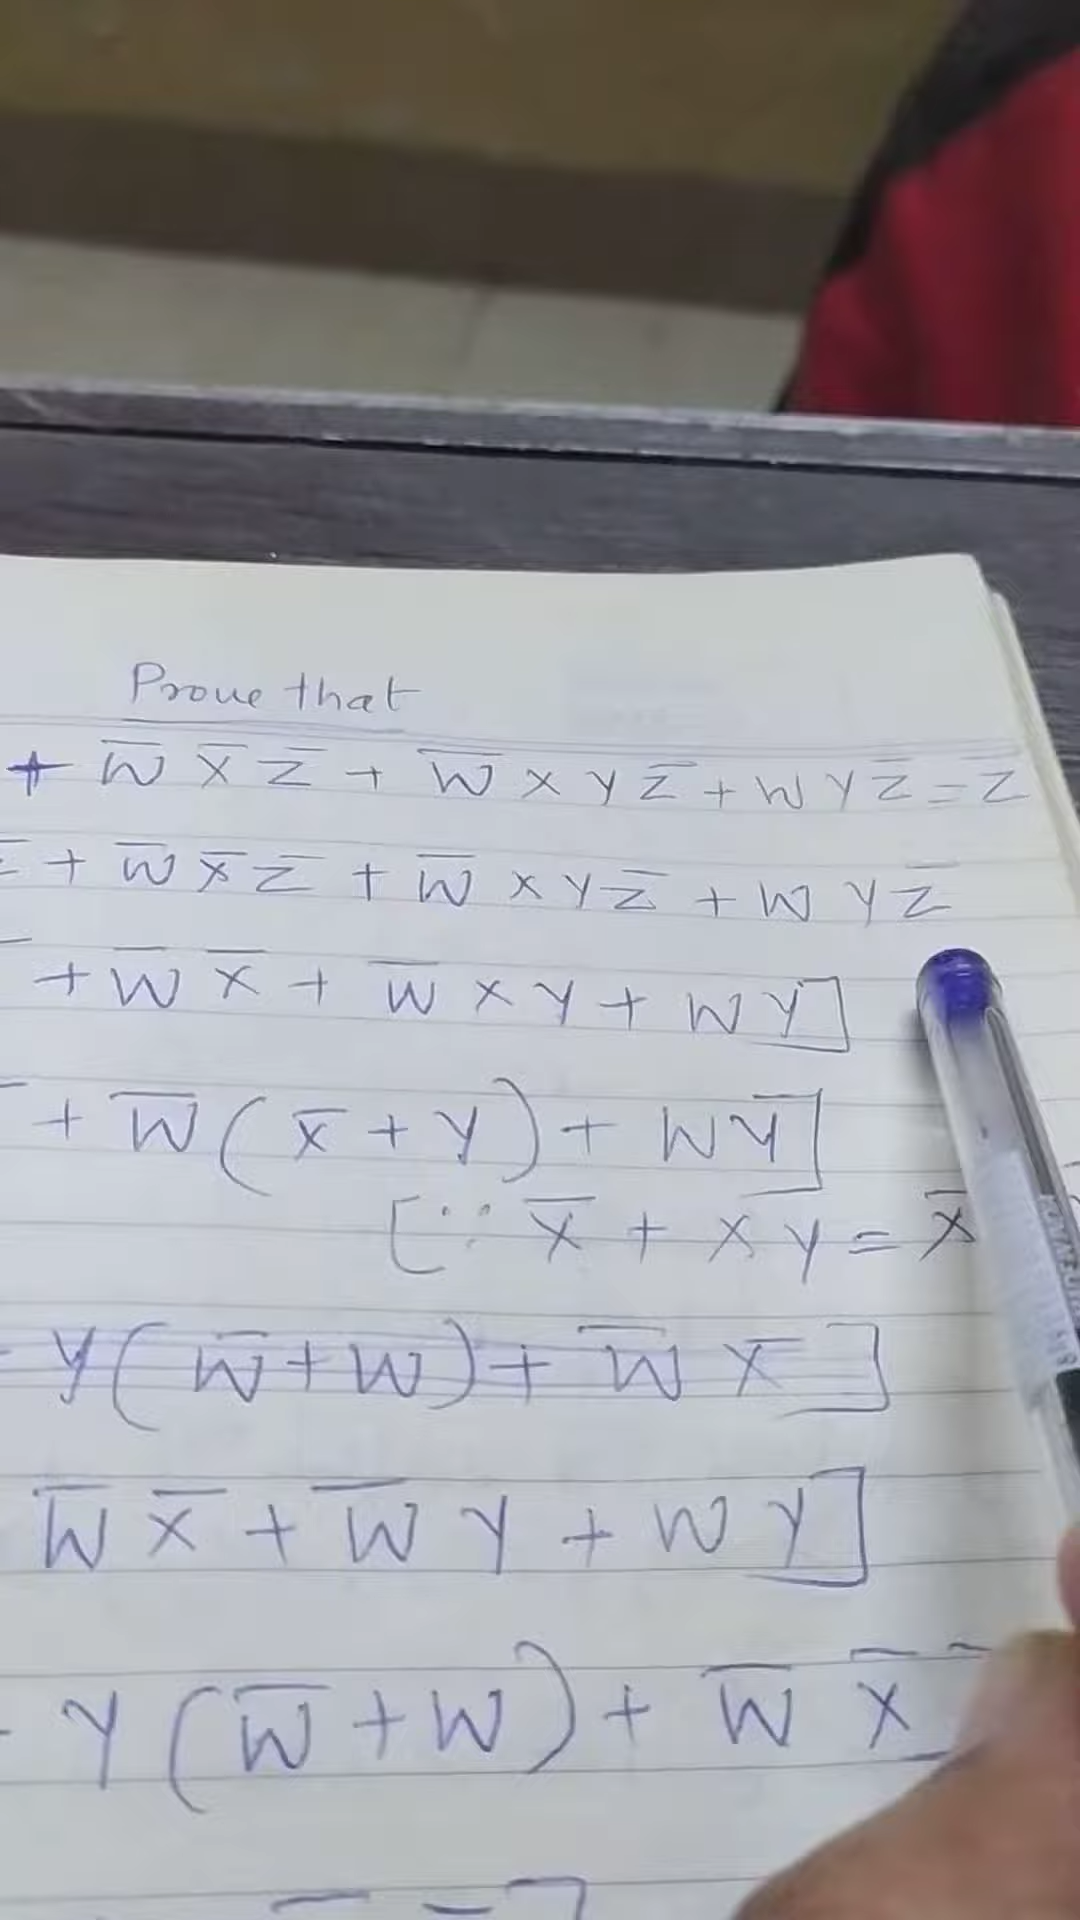 Prove that
+ W̅ X̅ Z̅ + W̅ X Y Z̅ + W Y Z̅ = Z̅
+ W̅ X̅ Z̅ + W̅ X Y Z̅ + W Y Z̅
+ W̅ X̅ + W̅ X Y + W Y]
+ W̅ ( X̅ + Y ) + W Y]
[∵ X̅ + X Y = X̅
Y ( W̅ + W ) + W̅ X̅ ]
W̅ X̅ + W̅ Y + W Y]
Y ( W̅ + W ) + W̅ X̅